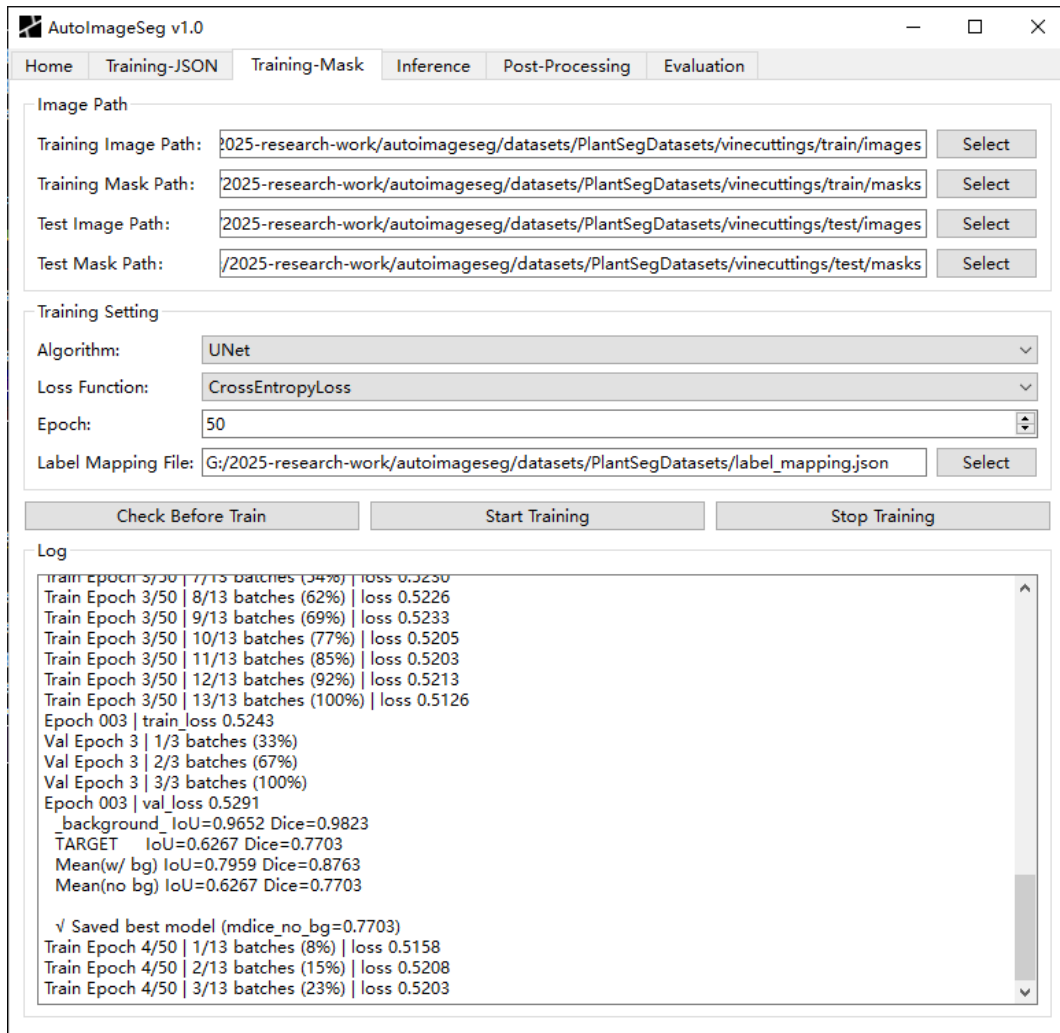 AutoImageSeg v1.0
Home Training-JSON Training-Mask Inference Post-Processing Evaluation
Image Path
Training Image Path: 2025-research-work/autoimageseg/datasets/PlantSegDatasets/vinecuttings/train/images Select
Training Mask Path: /2025-research-work/autoimageseg/datasets/PlantSegDatasets/vinecuttings/train/masks Select
Test Image Path: /2025-research-work/autoimageseg/datasets/PlantSegDatasets/vinecuttings/test/images Select
Test Mask Path: :/2025-research-work/autoimageseg/datasets/PlantSegDatasets/vinecuttings/test/masks Select
Training Setting
Algorithm: UNet
Loss Function: CrossEntropyLoss
Epoch: 50
Label Mapping File: G:/2025-research-work/autoimageseg/datasets/PlantSegDatasets/label_mapping.json Select
Check Before Train Start Training Stop Training
Log
Train Epoch 3/50 | 7/13 batches (54%) | loss 0.5230
Train Epoch 3/50 | 8/13 batches (62%) | loss 0.5226
Train Epoch 3/50 | 9/13 batches (69%) | loss 0.5233
Train Epoch 3/50 | 10/13 batches (77%) | loss 0.5205
Train Epoch 3/50 | 11/13 batches (85%) | loss 0.5203
Train Epoch 3/50 | 12/13 batches (92%) | loss 0.5213
Train Epoch 3/50 | 13/13 batches (100%) | loss 0.5126
Epoch 003 | train_loss 0.5243
Val Epoch 3 | 1/3 batches (33%)
Val Epoch 3 | 2/3 batches (67%)
Val Epoch 3 | 3/3 batches (100%)
Epoch 003 | val_loss 0.5291
_background_ IoU=0.9652 Dice=0.9823
TARGET IoU=0.6267 Dice=0.7703
Mean(w/ bg) IoU=0.7959 Dice=0.8763
Mean(no bg) IoU=0.6267 Dice=0.7703
√ Saved best model (mdice_no_bg=0.7703)
Train Epoch 4/50 | 1/13 batches (8%) | loss 0.5158
Train Epoch 4/50 | 2/13 batches (15%) | loss 0.5208
Train Epoch 4/50 | 3/13 batches (23%) | loss 0.5203